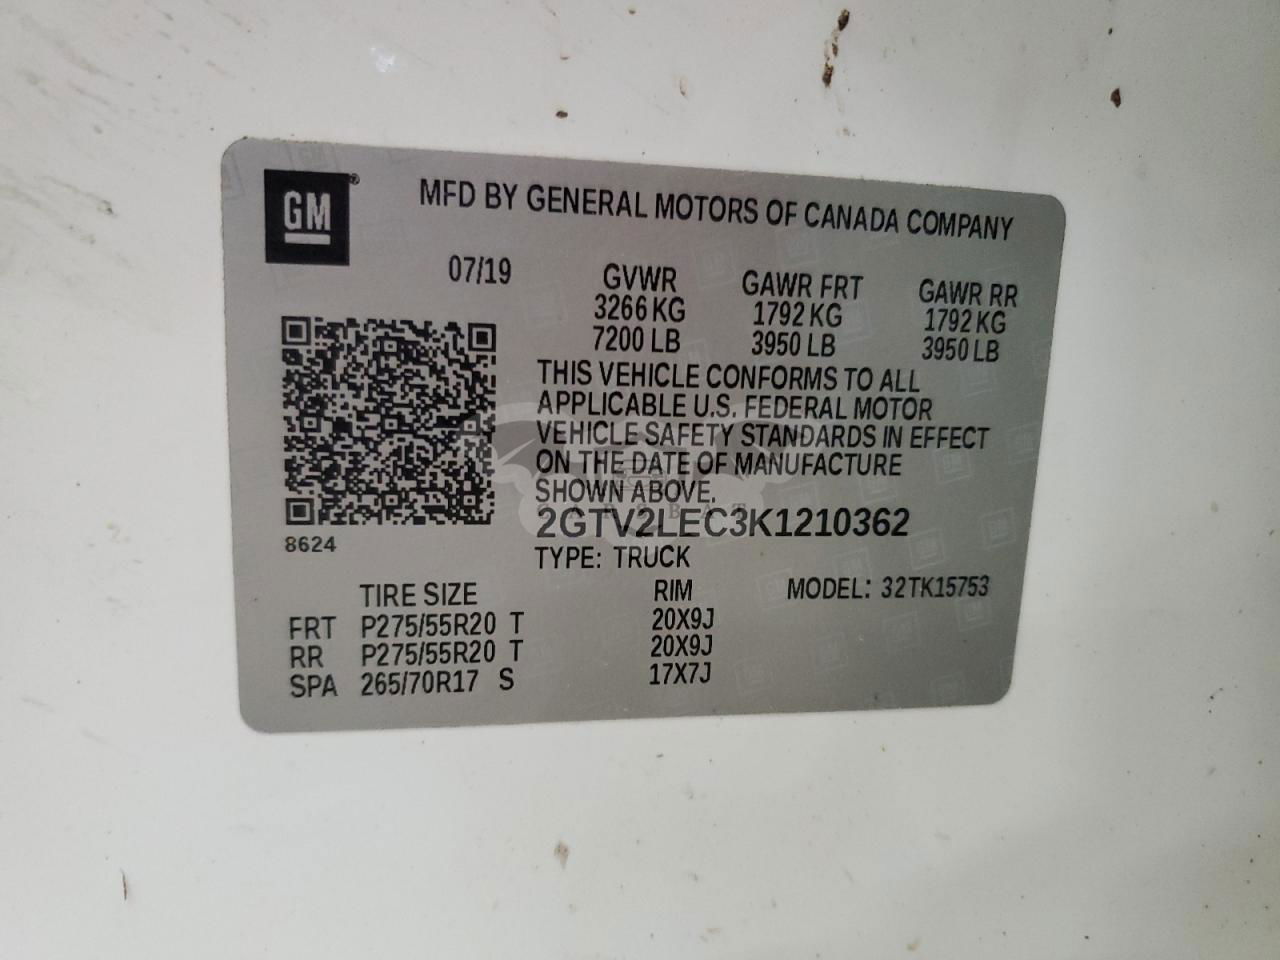 GM®
MFD BY GENERAL MOTORS OF CANADA COMPANY
07/19
GVWR GAWR FRT GAWR RR
3266 KG 1792 KG 1792 KG
7200 LB 3950 LB 3950 LB
THIS VEHICLE CONFORMS TO ALL
APPLICABLE U.S. FEDERAL MOTOR
VEHICLE SAFETY STANDARDS IN EFFECT
ON THE DATE OF MANUFACTURE
SHOWN ABOVE.
2GTV2LEC3K1210362
8624
TYPE: TRUCK
TIRE SIZE RIM MODEL: 32TK15753
FRT P275/55R20 T 20X9J
RR P275/55R20 T 20X9J
SPA 265/70R17 S 17X7J